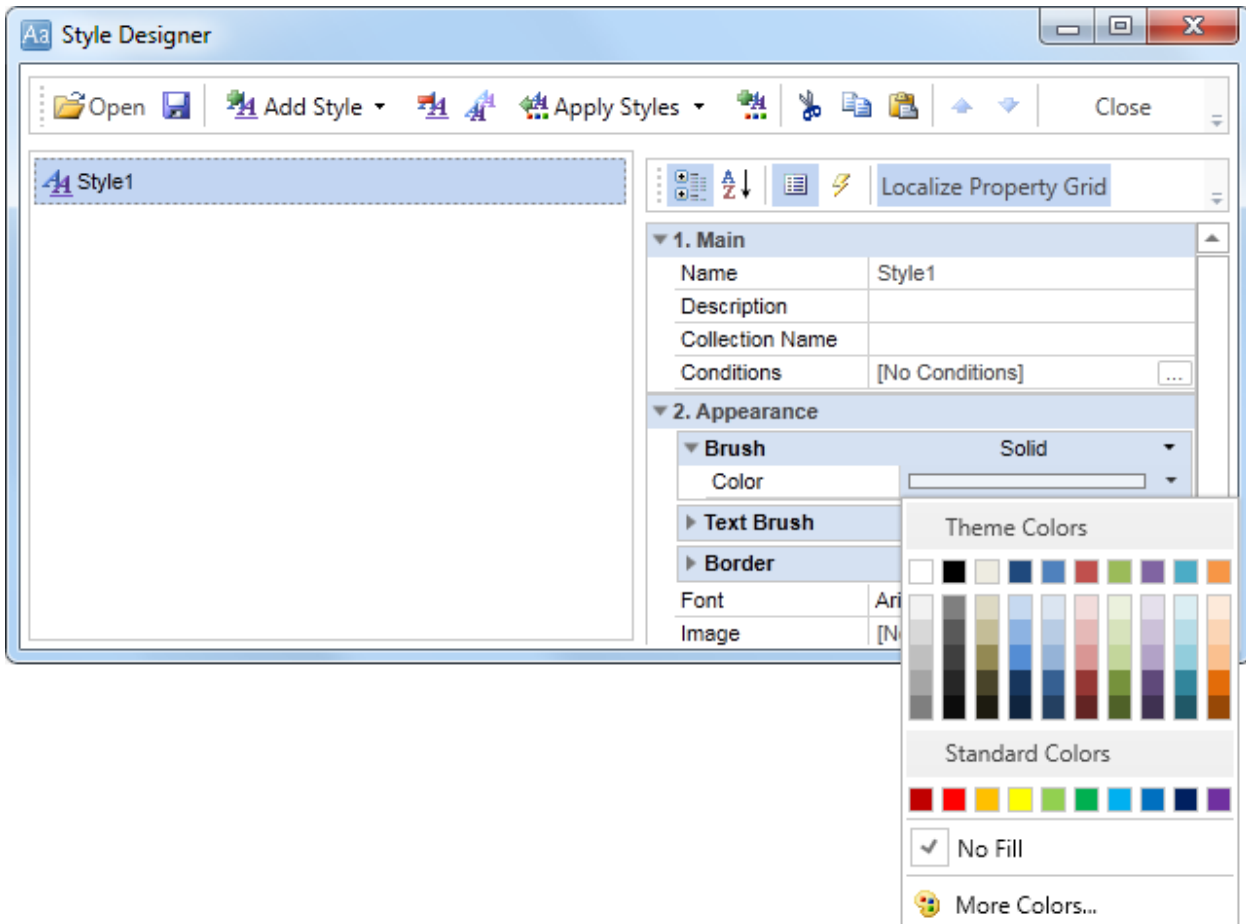 Aa Style Designer
Open Add Style Apply Styles Close
Style1
Localize Property Grid
1. Main
Name Style1
Description
Collection Name
Conditions [No Conditions] ...
2. Appearance
Brush Solid
Color
Text Brush
Border
Font
Image
Theme Colors
Standard Colors
No Fill
More Colors...